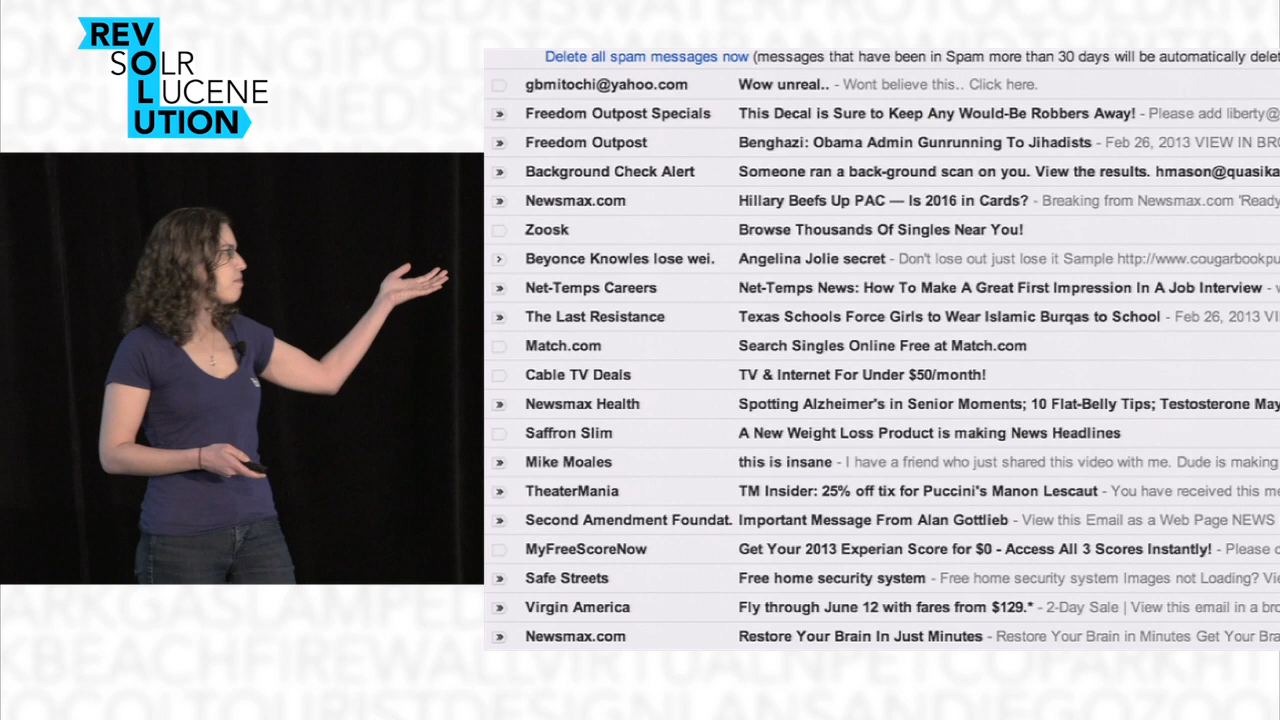 REVOLUTION
SOLR
LUCENE
Delete all spam messages now (messages that have been in Spam more than 30 days will be automatically delet
gbmitochi@yahoo.com Wow unreal.. - Wont believe this.. Click here.
Freedom Outpost Specials This Decal is Sure to Keep Any Would-Be Robbers Away! - Please add liberty@
Freedom Outpost Benghazi: Obama Admin Gunrunning To Jihadists - Feb 26, 2013 VIEW IN BRO
Background Check Alert Someone ran a back-ground scan on you. View the results. hmason@quasika
Newsmax.com Hillary Beefs Up PAC — Is 2016 in Cards? - Breaking from Newsmax.com 'Ready
Zoosk Browse Thousands Of Singles Near You!
Beyonce Knowles lose wei. Angelina Jolie secret - Don't lose out just lose it Sample http://www.cougarbookpu
Net-Temps Careers Net-Temps News: How To Make A Great First Impression In A Job Interview - v
The Last Resistance Texas Schools Force Girls to Wear Islamic Burqas to School - Feb 26, 2013 VI
Match.com Search Singles Online Free at Match.com
Cable TV Deals TV & Internet For Under $50/month!
Newsmax Health Spotting Alzheimer's in Senior Moments; 10 Flat-Belly Tips; Testosterone May
Saffron Slim A New Weight Loss Product is making News Headlines
Mike Moales this is insane - I have a friend who just shared this video with me. Dude is making
TheaterMania TM Insider: 25% off tix for Puccini's Manon Lescaut - You have received this me
Second Amendment Foundat. Important Message From Alan Gottlieb - View this Email as a Web Page NEWS
MyFreeScoreNow Get Your 2013 Experian Score for $0 - Access All 3 Scores Instantly! - Please c
Safe Streets Free home security system - Free home security system Images not Loading? Vie
Virgin America Fly through June 12 with fares from $129.* - 2-Day Sale | View this email in a bro
Newsmax.com Restore Your Brain In Just Minutes - Restore Your Brain in Minutes Get Your Bra
KBEACHFIREWALLVIRTUALNPETCOPARKHT
OCOLTOURISTDESIGNLANSANDIEGOZOO